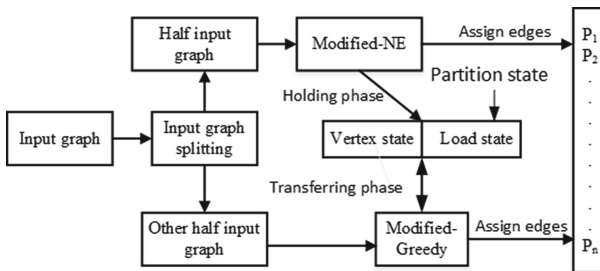 Half input
graph
Modified-NE
Assign edges
P1
P2
.
.
.
.
.
.
.
.
Pn
Partition state
Holding phase
Input graph
Input graph
splitting
Vertex state
Load state
Transferring phase
Other half input
graph
Modified-
Greedy
Assign edges